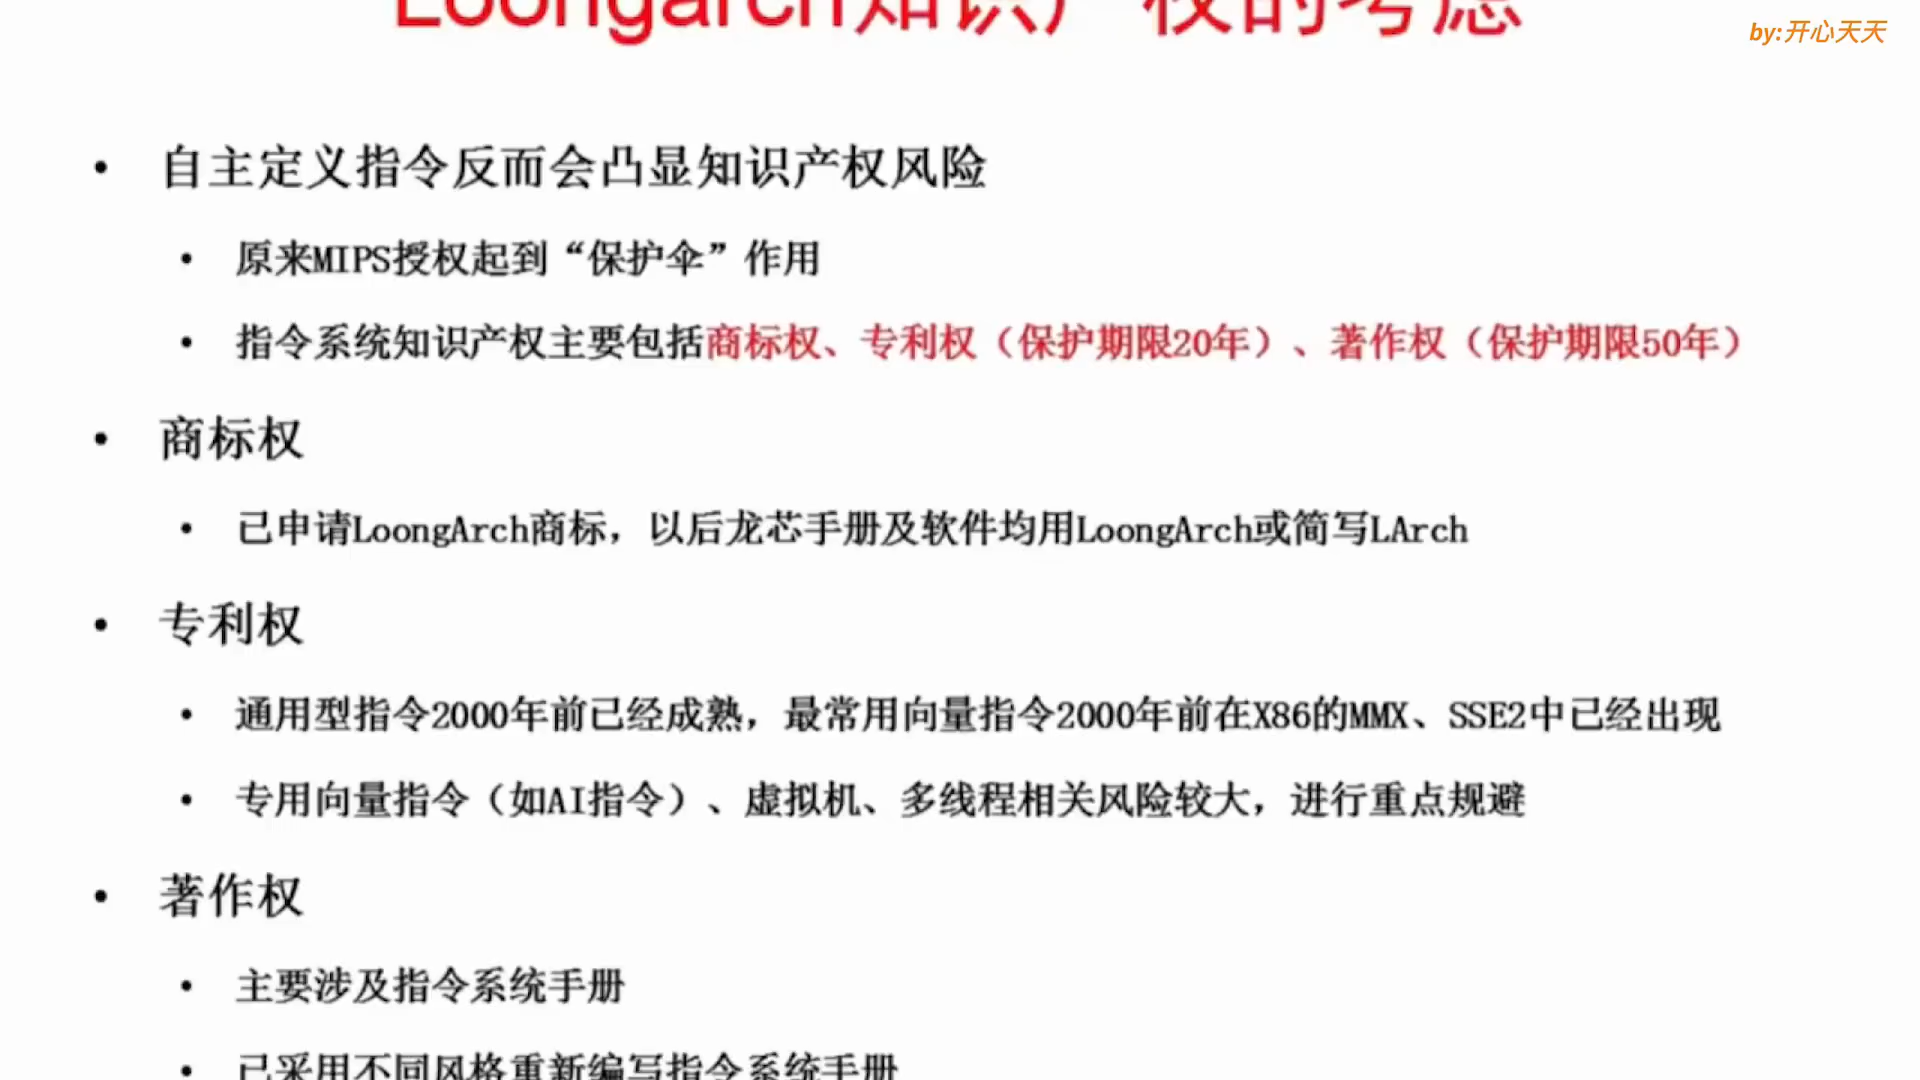 Loongarch知识产权的考虑
by:开心天天
• 自主定义指令反而会凸显知识产权风险
• 原来MIPS授权起到“保护伞”作用
• 指令系统知识产权主要包括商标权、专利权（保护期限20年）、著作权（保护期限50年）
• 商标权
• 已申请LoongArch商标，以后龙芯手册及软件均用LoongArch或简写LArch
• 专利权
• 通用型指令2000年前已经成熟，最常用向量指令2000年前在X86的MMX、SSE2中已经出现
• 专用向量指令（如AI指令）、虚拟机、多线程相关风险较大，进行重点规避
• 著作权
• 主要涉及指令系统手册
• 已采用不同风格重新编写指令系统手册